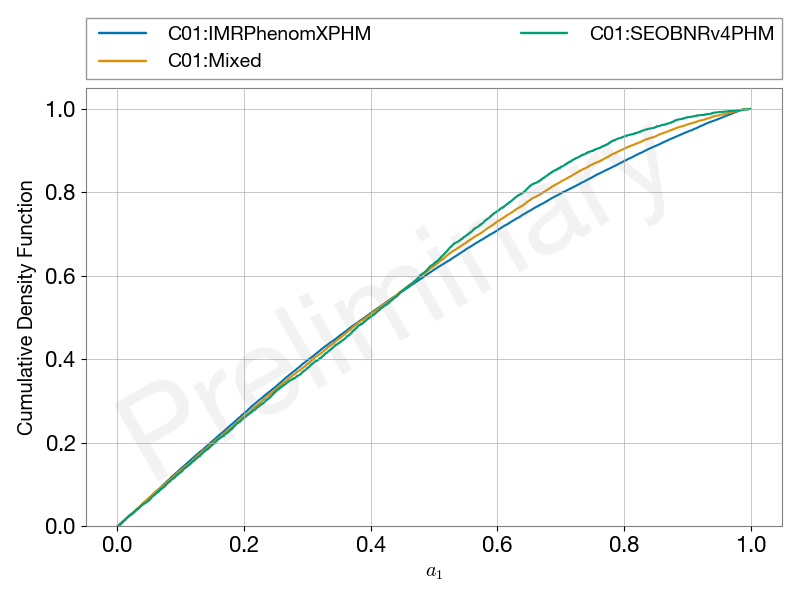 C01:IMRPhenomXPHM
C01:Mixed
C01:SEOBNRv4PHM
1.0
0.8
0.6
0.4
0.2
0.0
Cumulative Density Function
Preliminary
0.0 0.2 0.4 0.6 0.8 1.0
a₁